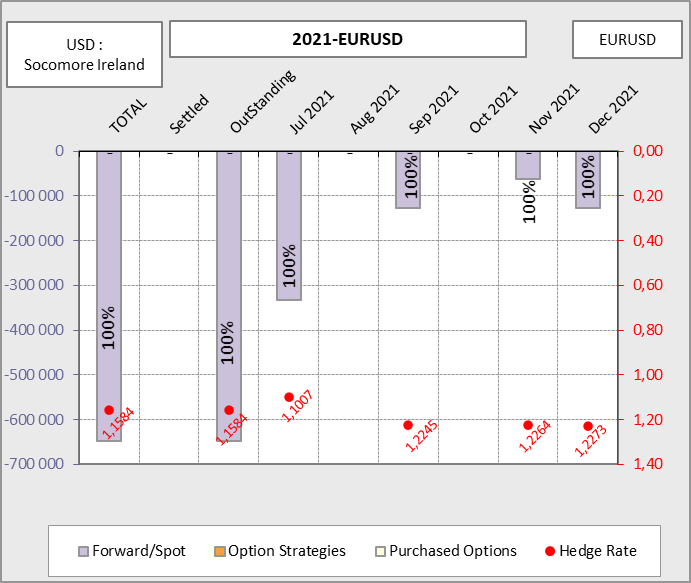 USD :
Socomore Ireland
2021-EURUSD
EURUSD
TOTAL
Settled
OutStanding
Jul 2021
Aug 2021
Sep 2021
Oct 2021
Nov 2021
Dec 2021
0
-100 000
-200 000
-300 000
-400 000
-500 000
-600 000
-700 000
0,00
0,20
0,40
0,60
0,80
1,00
1,20
1,40
100%
100%
100%
100%
100%
100%
1,1584
1,1584
1,1007
1,2245
1,2264
1,2273
Forward/Spot
Option Strategies
Purchased Options
Hedge Rate